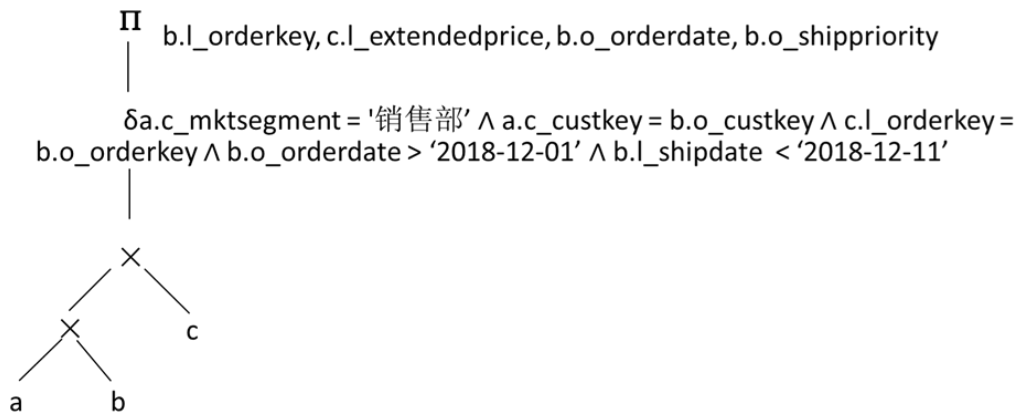 Π
b.l_orderkey, c.l_extendedprice, b.o_orderdate, b.o_shippriority
δa.c_mktsegment = '销售部’ ∧ a.c_custkey = b.o_custkey ∧ c.l_orderkey =
b.o_orderkey ∧ b.o_orderdate > ‘2018-12-01’ ∧ b.l_shipdate < ‘2018-12-11’
×
×
c
a
b